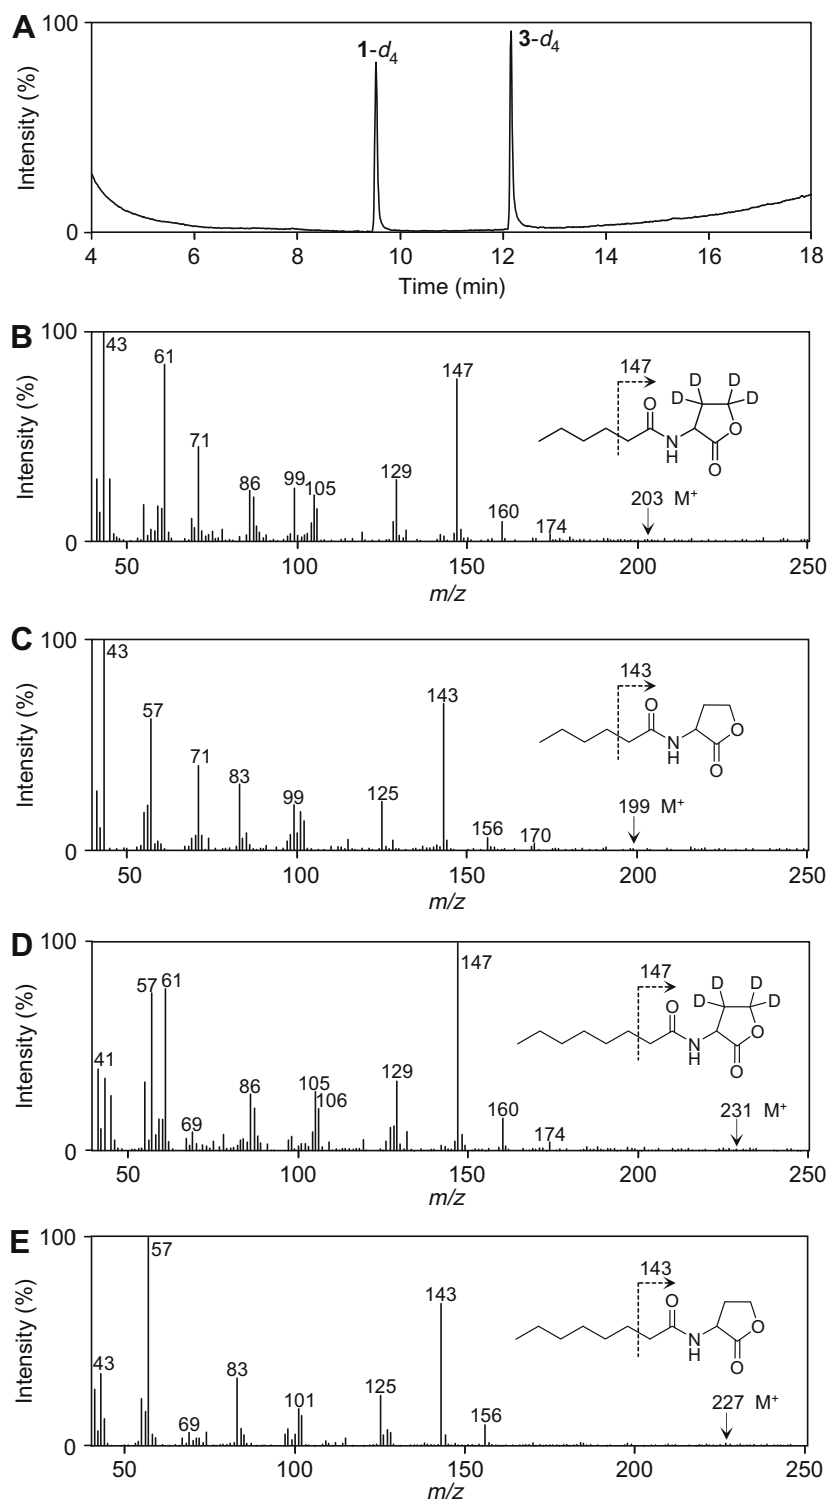 A
100
Intensity (%)
0
1-d4
3-d4
4 6 8 10 12 14 16 18
Time (min)
B
100
Intensity (%)
0
43
61
71
86
99
105
129
147
160
174
203 M+
147
O
D D D D
N
H
O
O
50 100 150 200 250
m/z
C
100
Intensity (%)
0
43
57
71
83
99
125
143
156
170
199 M+
143
O
N
H
O
O
50 100 150 200 250
m/z
D
100
Intensity (%)
0
41
57
61
69
86
105
106
129
147
160
174
231 M+
147
O
D D D D
N
H
O
O
50 100 150 200 250
m/z
E
100
Intensity (%)
0
43
57
69
83
101
125
143
156
227 M+
143
O
N
H
O
O
50 100 150 200 250
m/z